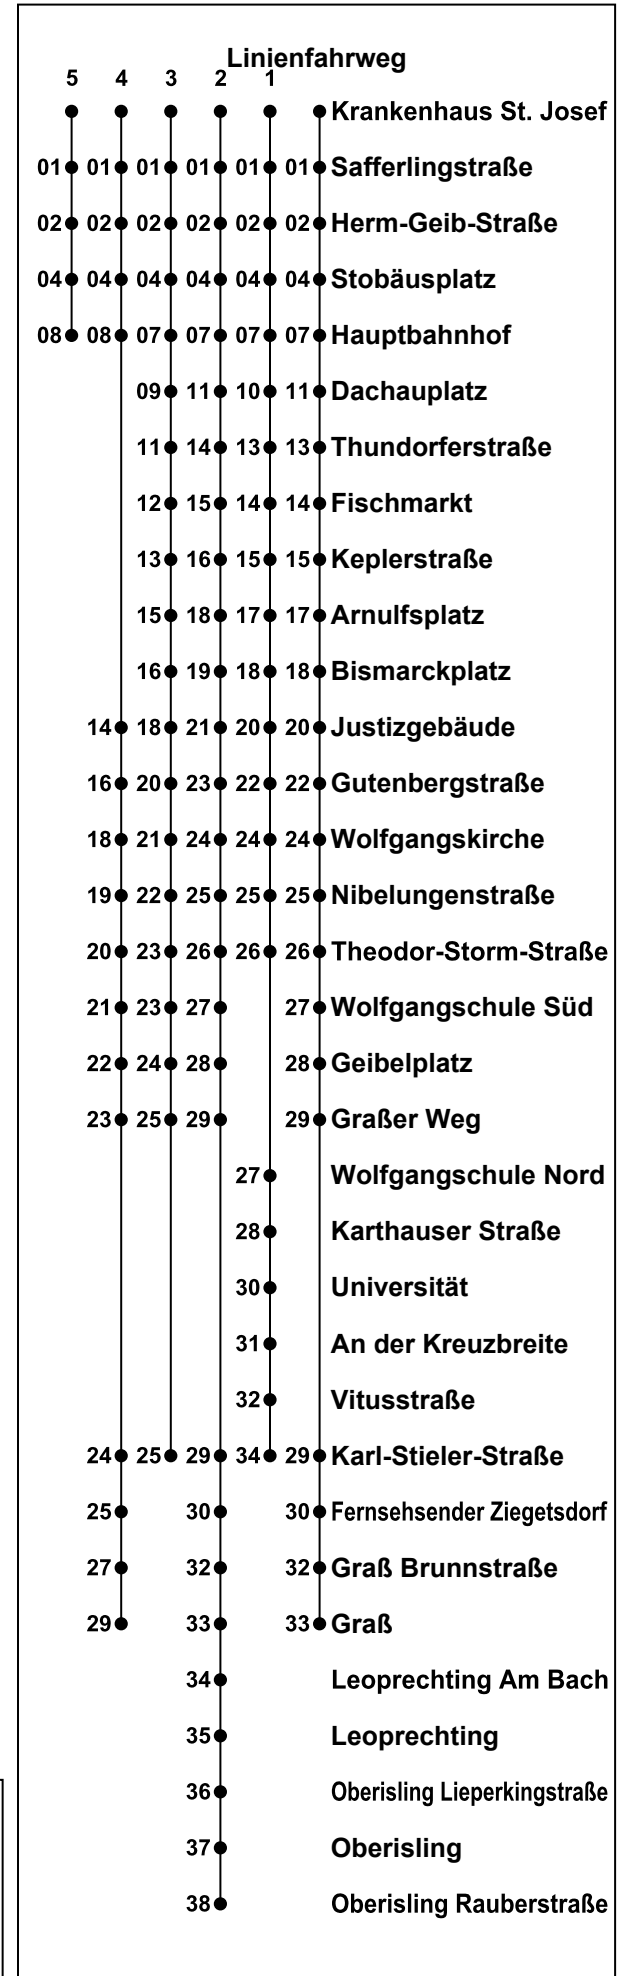 Linienfahrweg
5 4 3 2 1
Krankenhaus St. Josef
01 01 01 01 01 01 Safferlingstraße
02 02 02 02 02 02 Herm-Geib-Straße
04 04 04 04 04 04 Stobäusplatz
08 08 07 07 07 07 Hauptbahnhof
09 11 10 11 Dachauplatz
11 14 13 13 Thundorferstraße
12 15 14 14 Fischmarkt
13 16 15 15 Keplerstraße
15 18 17 17 Arnulfsplatz
16 19 18 18 Bismarckplatz
14 18 21 20 20 Justizgebäude
16 20 23 22 22 Gutenbergstraße
18 21 24 24 24 Wolfgangskirche
19 22 25 25 25 Nibelungenstraße
20 23 26 26 26 Theodor-Storm-Straße
21 23 27 27 Wolfgangschule Süd
22 24 28 28 Geibelplatz
23 25 29 29 Graßer Weg
27 Wolfgangschule Nord
28 Karthauser Straße
30 Universität
31 An der Kreuzbreite
32 Vitusstraße
24 25 29 34 29 Karl-Stieler-Straße
25 30 30 Fernsehsender Ziegetsdorf
27 32 32 Graß Brunnstraße
29 33 33 Graß
34 Leoprechting Am Bach
35 Leoprechting
36 Oberisling Lieperkingstraße
37 Oberisling
38 Oberisling Rauberstraße